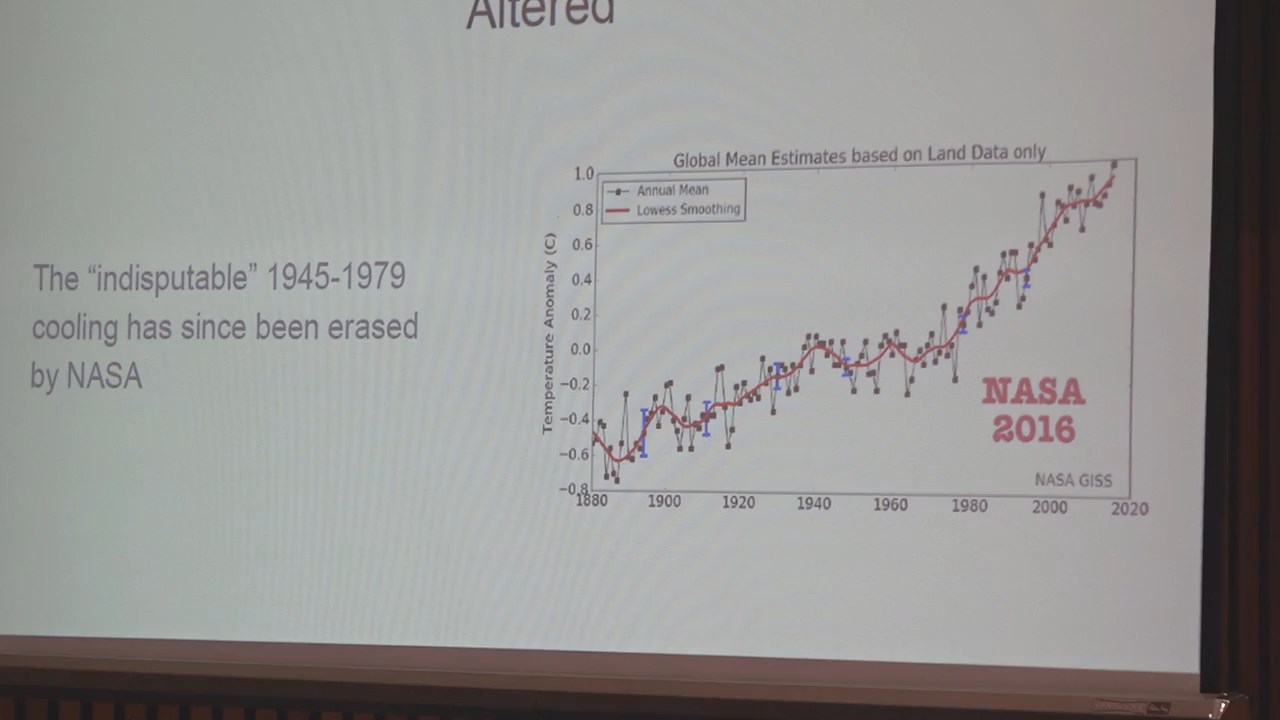 Altered
The “indisputable” 1945-1979
cooling has since been erased
by NASA
Global Mean Estimates based on Land Data only
Annual Mean
Lowess Smoothing
Temperature Anomaly (C)
1.0
0.8
0.6
0.4
0.2
0.0
−0.2
−0.4
−0.6
−0.8
NASA
2016
NASA GISS
1880 1900 1920 1940 1960 1980 2000 2020